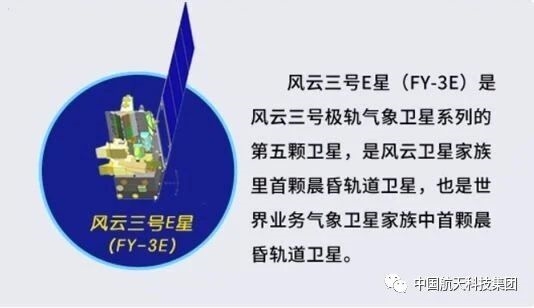 风云三号E星
(FY-3E)
风云三号E星（FY-3E）是
风云三号极轨气象卫星系列的
第五颗卫星，是风云卫星家族
里首颗晨昏轨道卫星，也是世
界业务气象卫星家族中首颗晨
昏轨道卫星。
中国航天科技集团